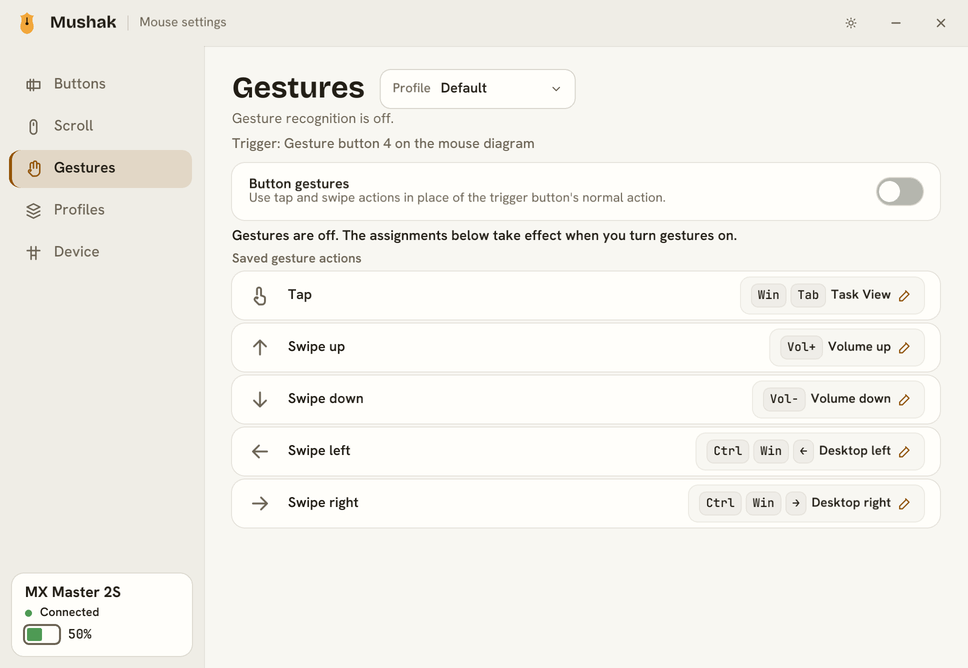 Mushak | Mouse settings
Buttons
Scroll
Gestures
Profiles
Device
MX Master 2S
Connected
50%
Gestures
Profile Default
Gesture recognition is off.
Trigger: Gesture button 4 on the mouse diagram
Button gestures
Use tap and swipe actions in place of the trigger button's normal action.
Gestures are off. The assignments below take effect when you turn gestures on.
Saved gesture actions
Tap Win Tab Task View
Swipe up Vol+ Volume up
Swipe down Vol- Volume down
Swipe left Ctrl Win ← Desktop left
Swipe right Ctrl Win → Desktop right